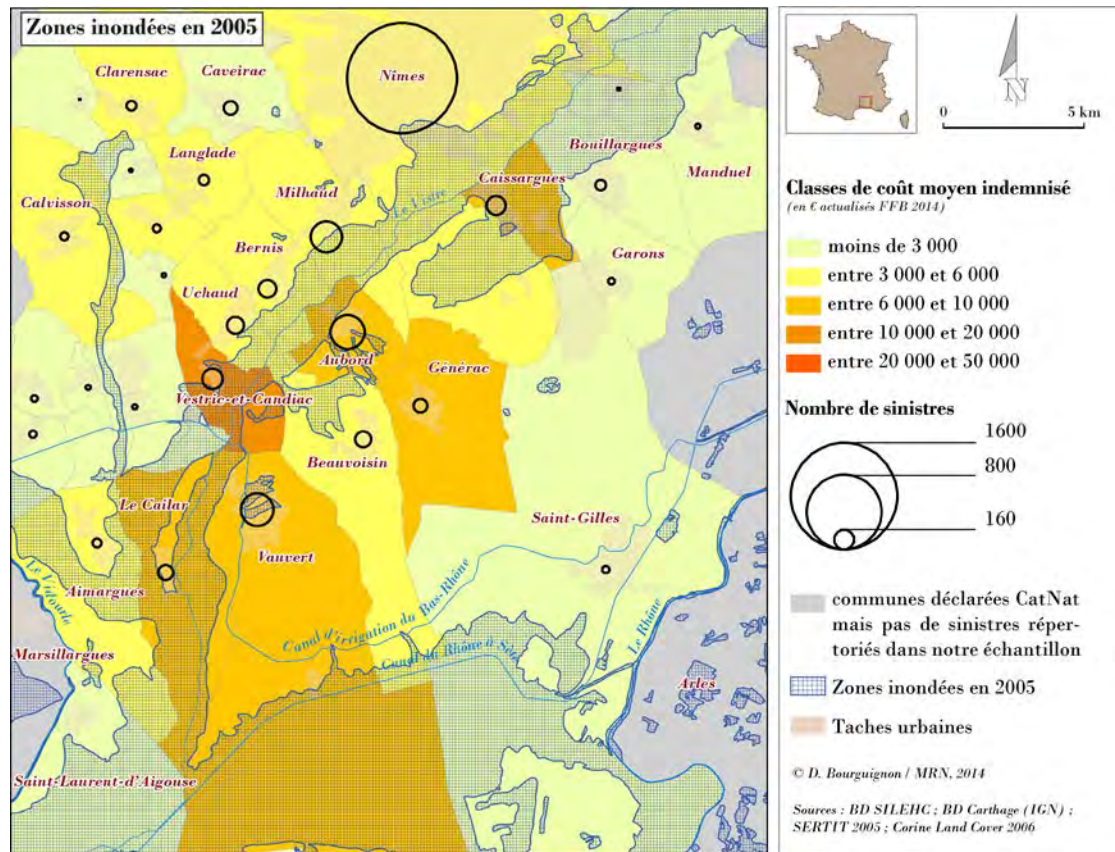 Zones inondées en 2005
Clarensac
Caveirac
Nîmes
Bouillargues
Langlade
Manduel
Caissargues
Milhaud
Calvisson
Le Vistre
Bernis
Garons
Uchaud
Aubord
Générac
Vestric-et-Candiac
Beauvoisin
Le Cailar
Saint-Gilles
Vauvert
Le Vidourle
Aimargues
Canal d'irrigation du Bas-Rhône
Canal du Rhône à Sète
Le Rhône
Marsillargues
Arles
Saint-Laurent-d'Aigouse
N
0 5 km
Classes de coût moyen indemnisé
(en € actualisés FFB 2014)
moins de 3 000
entre 3 000 et 6 000
entre 6 000 et 10 000
entre 10 000 et 20 000
entre 20 000 et 50 000
Nombre de sinistres
1600
800
160
communes déclarées CatNat
mais pas de sinistres réper-
toriés dans notre échantillon
Zones inondées en 2005
Taches urbaines
© D. Bourguignon / MRN, 2014
Sources : BD SILEHC ; BD Carthage (IGN) ;
SERTIT 2005 ; Corine Land Cover 2006